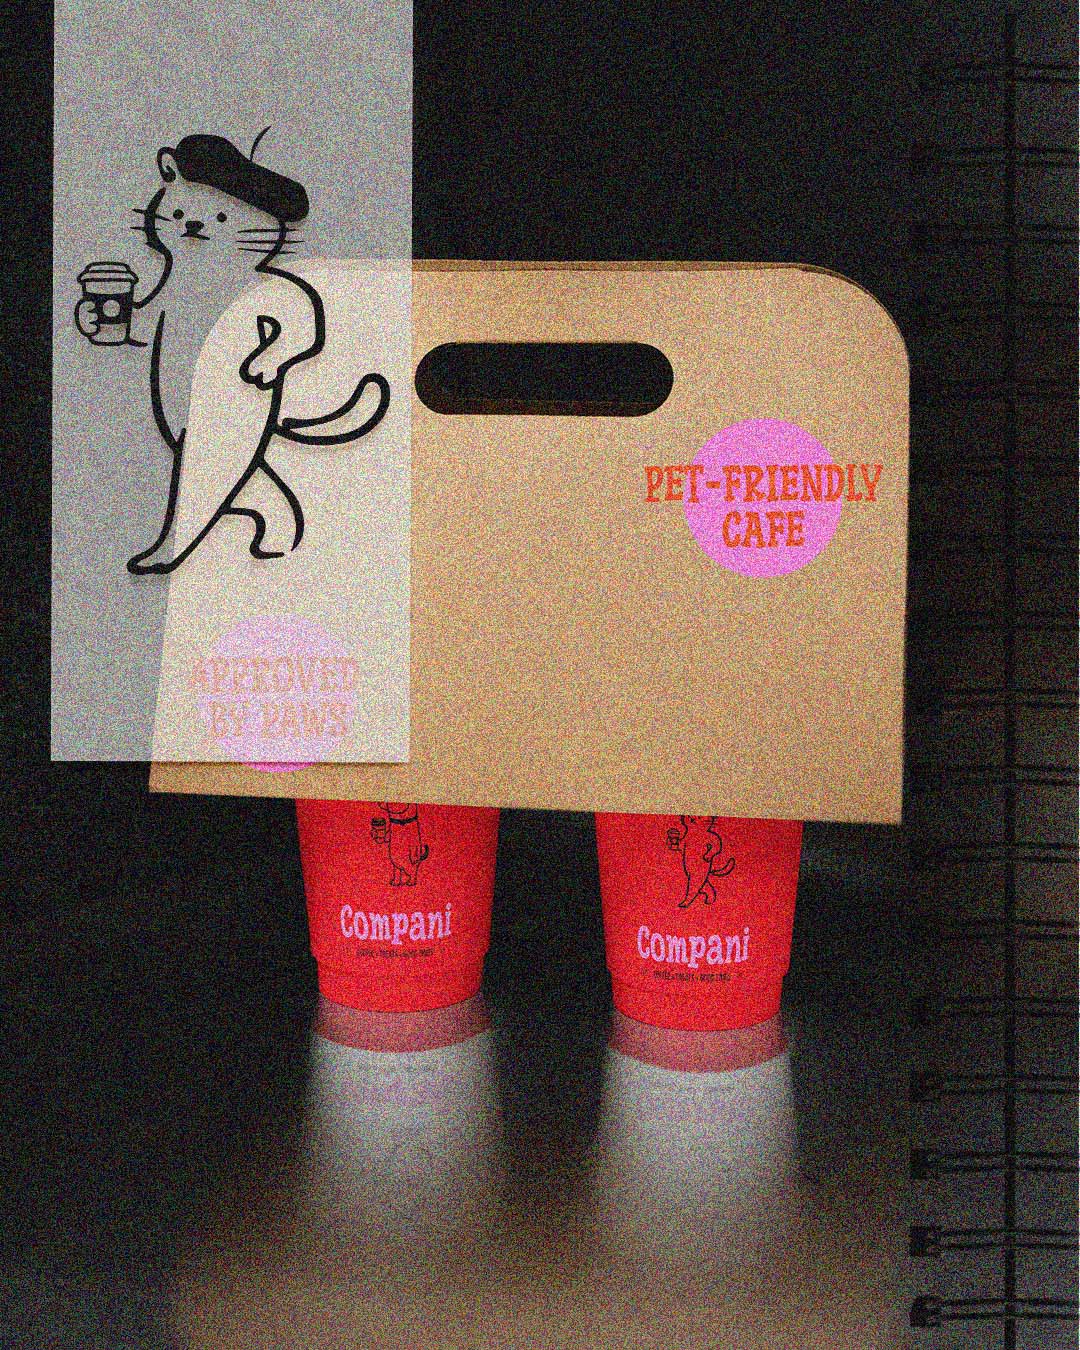 PET-FRIENDLY
CAFE
APPROVED
BY PAWS
Compani
Compani